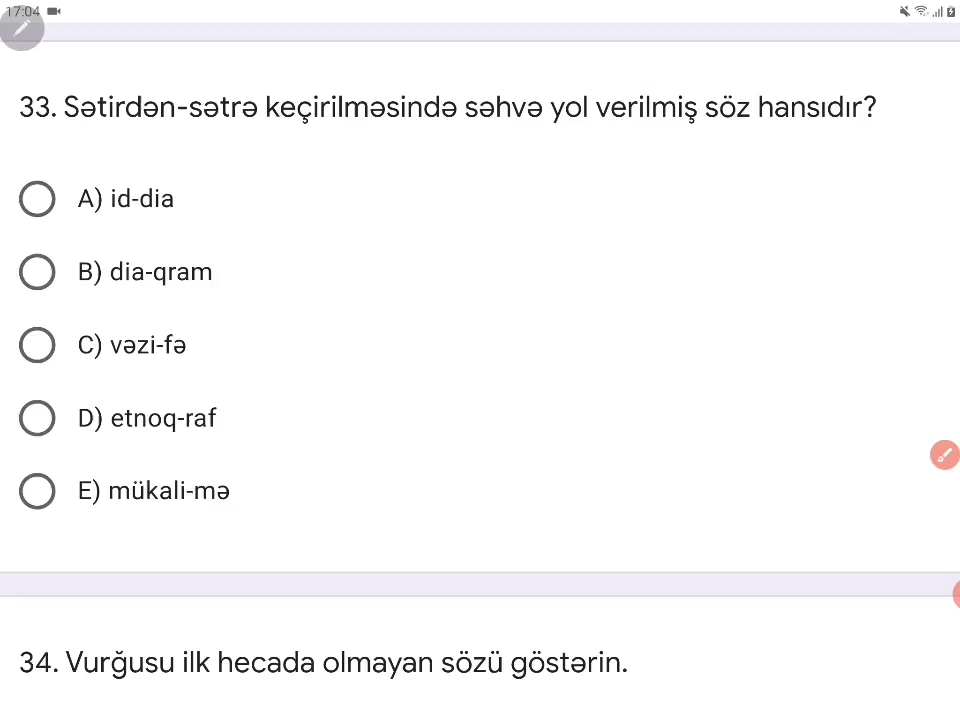 17:04
33. Sətirdən-sətrə keçirilməsində səhvə yol verilmiş söz hansıdır?
A) id-dia
B) dia-qram
C) vəzi-fə
D) etnoq-raf
E) mükali-mə
34. Vurğusu ilk hecada olmayan sözü göstərin.